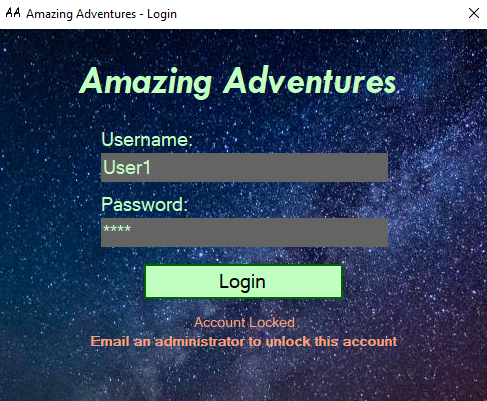 AA Amazing Adventures - Login
Amazing Adventures
Username:
User1
Password:
****
Login
Account Locked
Email an administrator to unlock this account